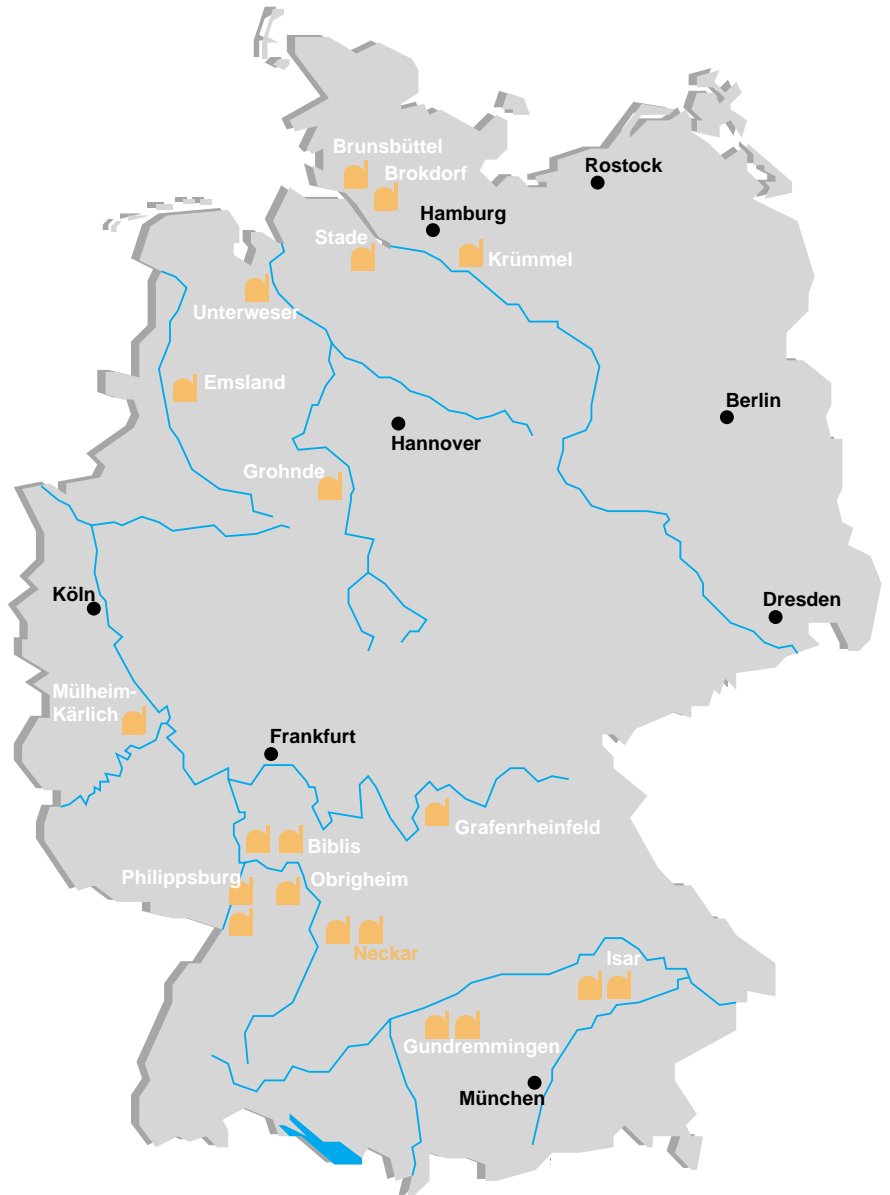 Brunsbüttel
Brokdorf
Rostock
Hamburg
Stade
Krümmel
Unterweser
Emsland
Berlin
Hannover
Grohnde
Köln
Dresden
Mülheim-
Kärlich
Frankfurt
Grafenrheinfeld
Biblis
Philippsburg
Obrigheim
Neckar
Isar
Gundremmingen
München